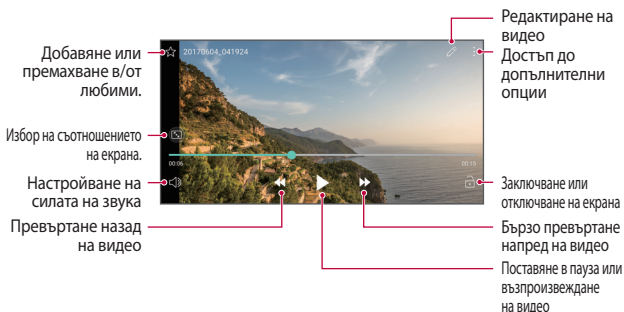 Добавяне или
премахване в/от
любими.
Избор на съотношението
на екрана.
Настройване на
силата на звука
Превъртане назад
на видео
20170604_041924
00:06
00:15
Редактиране на
видео
Достъп до
допълнителни
опции
Заключване или
отключване на екрана
Бързо превъртане
напред на видео
Поставяне в пауза или
възпроизвеждане
на видео